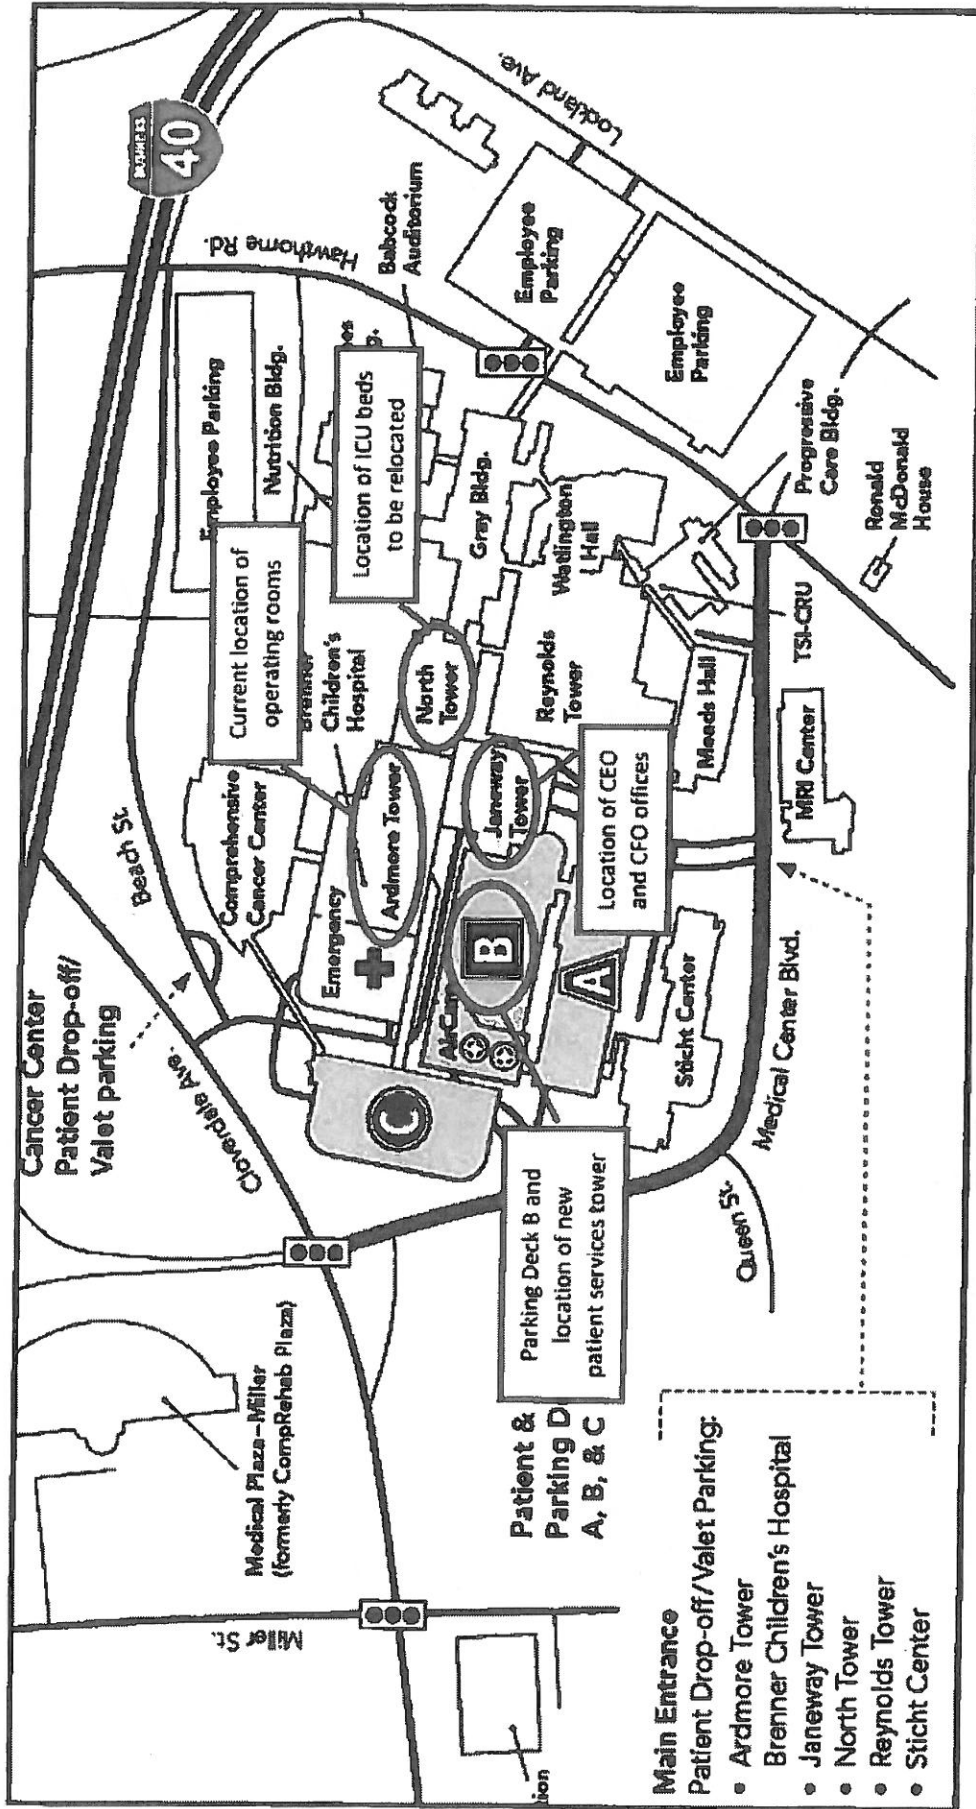 Cancer Center
Patient Drop-off/
Valet parking
Cloverdale Ave.
Beach St.
BUSINESS
40
Hawthorne
Rd.
Lockland Ave.
Medical Plaza–Miller
(formerly CompRehab Plaza)
Miller St.
Comprehensive
Cancer Center
Employee Parking
Nutrition Bldg.
Current location of
operating rooms
Children's
Hospital
Location of ICU beds
to be relocated
Babcock
Auditorium
Emergency
Ardmore Tower
North
Tower
Gray Bldg.
Employee
Parking
C
B
Janeway
Tower
Reynolds
Tower
Watlington
Hall
Employee
Parking
A
Parking Deck B and
location of new
patient services tower
Location of CEO
and CFO offices
Meads Hall
Progressive
Care Bldg.
Patient &
Parking D
A, B, & C
Sticht Center
TSI-CRU
Ronald
McDonald
House
Medical Center Blvd.
MRI Center
Queen St.
Main Entrance
Patient Drop-off/Valet Parking:
• Ardmore Tower
Brenner Children's Hospital
• Janeway Tower
• North Tower
• Reynolds Tower
• Sticht Center